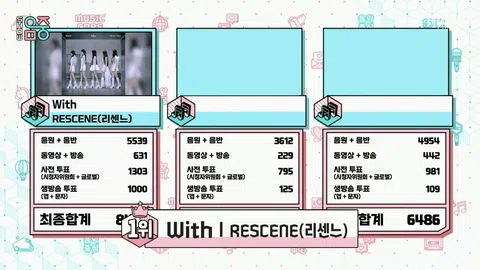 음중
MUSIC CORE
With
RESCENE(리센느)
음원 + 음반 5539
동영상 + 방송 631
사전 투표 1303
(시청자위원회 + 글로벌)
생방송 투표 1000
(앱 + 문자)
최종합계 8
음원 + 음반 3612
동영상 + 방송 229
사전 투표 795
(시청자위원회 + 글로벌)
생방송 투표 125
(앱 + 문자)
음원 + 음반 4954
동영상 + 방송 442
사전 투표 981
(시청자위원회 + 글로벌)
생방송 투표 109
(앱 + 문자)
합계 6486
1위 With | RESCENE(리센느)